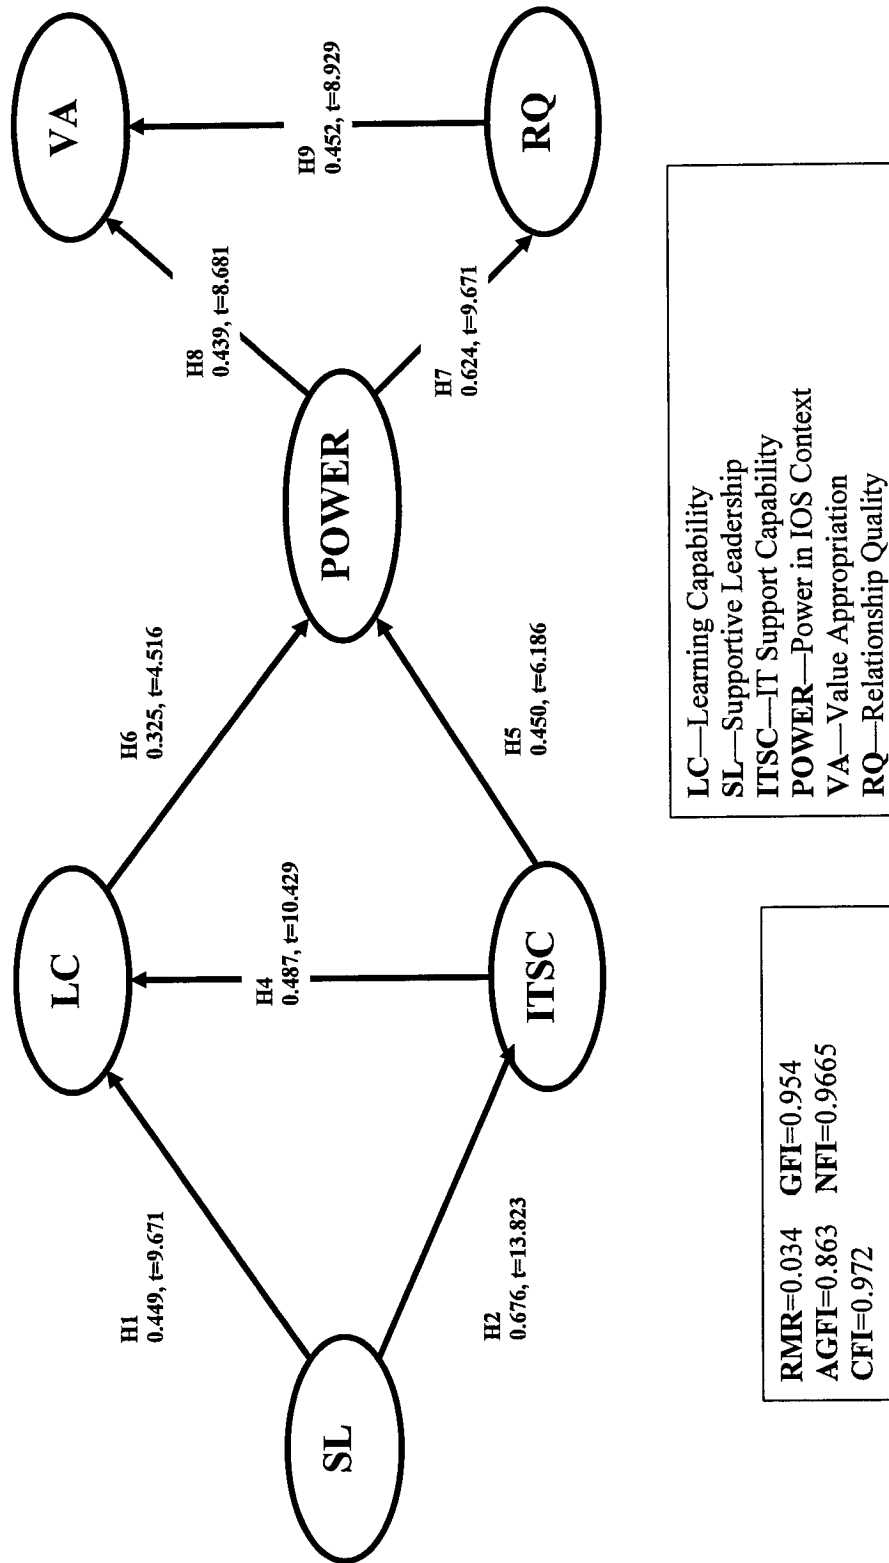 VA
H9
0.452, t=8.929
RQ
H8
0.439, t=8.681
H7
0.624, t=9.671
POWER
H6
0.325, t=4.516
H5
0.450, t=6.186
LC
H4
0.487, t=10.429
ITSC
H1
0.449, t=9.671
H2
0.676, t=13.823
SL
LC—Learning Capability
SL—Supportive Leadership
ITSC—IT Support Capability
POWER—Power in IOS Context
VA—Value Appropriation
RQ—Relationship Quality
RMR=0.034 GFI=0.954
AGFI=0.863 NFI=0.9665
CFI=0.972